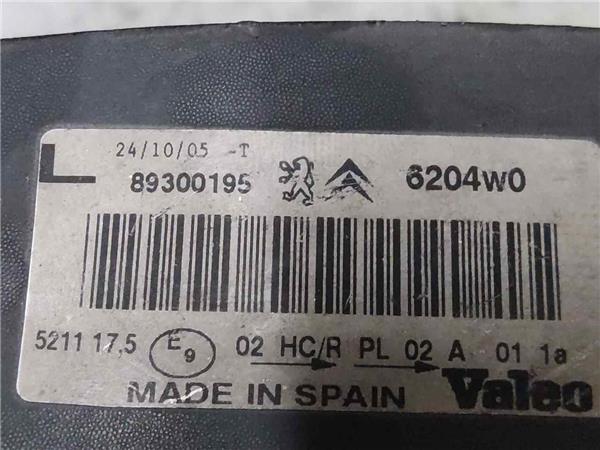 24/10/05 -T
L 89300195 6204W0
5211 17,5 E9 02 HC/R PL 02 A 01 1a
MADE IN SPAIN Valeo